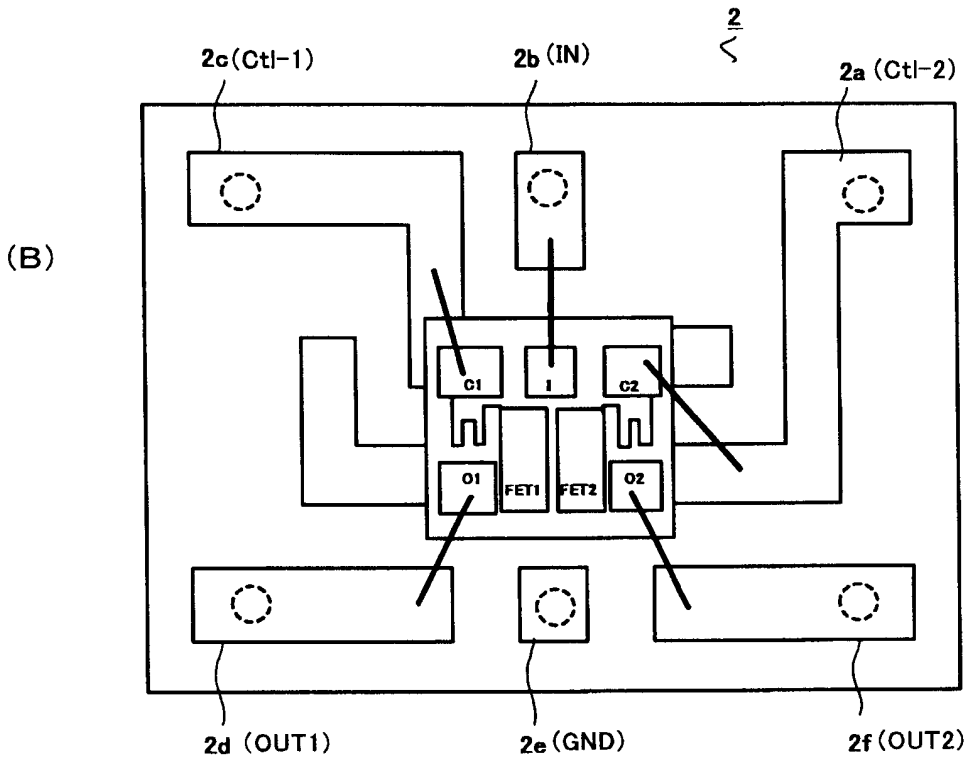 2
2c (Ctl-1)
2b (IN)
2a (Ctl-2)
(B)
C1
I
C2
O1
FET1
FET2
O2
2d (OUT1)
2e (GND)
2f (OUT2)